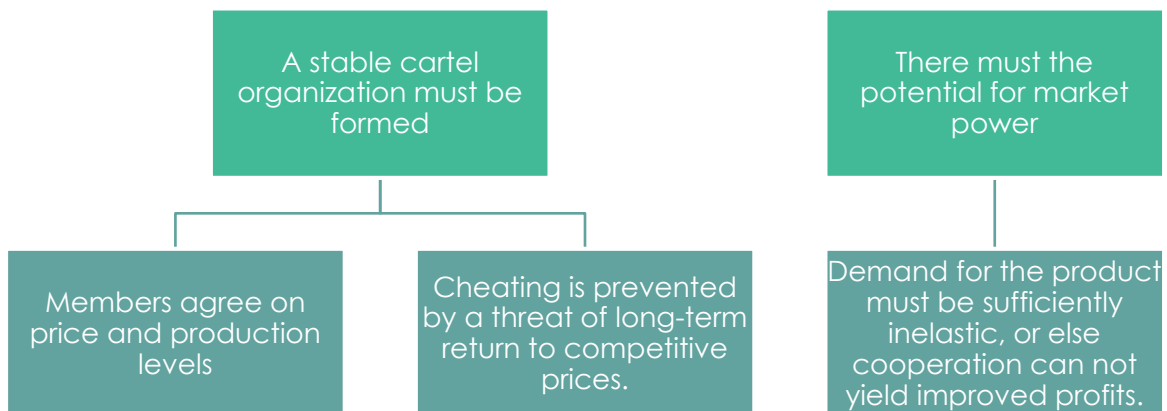 A stable cartel
organization must be
formed
There must the
potential for market
power
Members agree on
price and production
levels
Cheating is prevented
by a threat of long-term
return to competitive
prices.
Demand for the product
must be sufficiently
inelastic, or else
cooperation can not
yield improved profits.